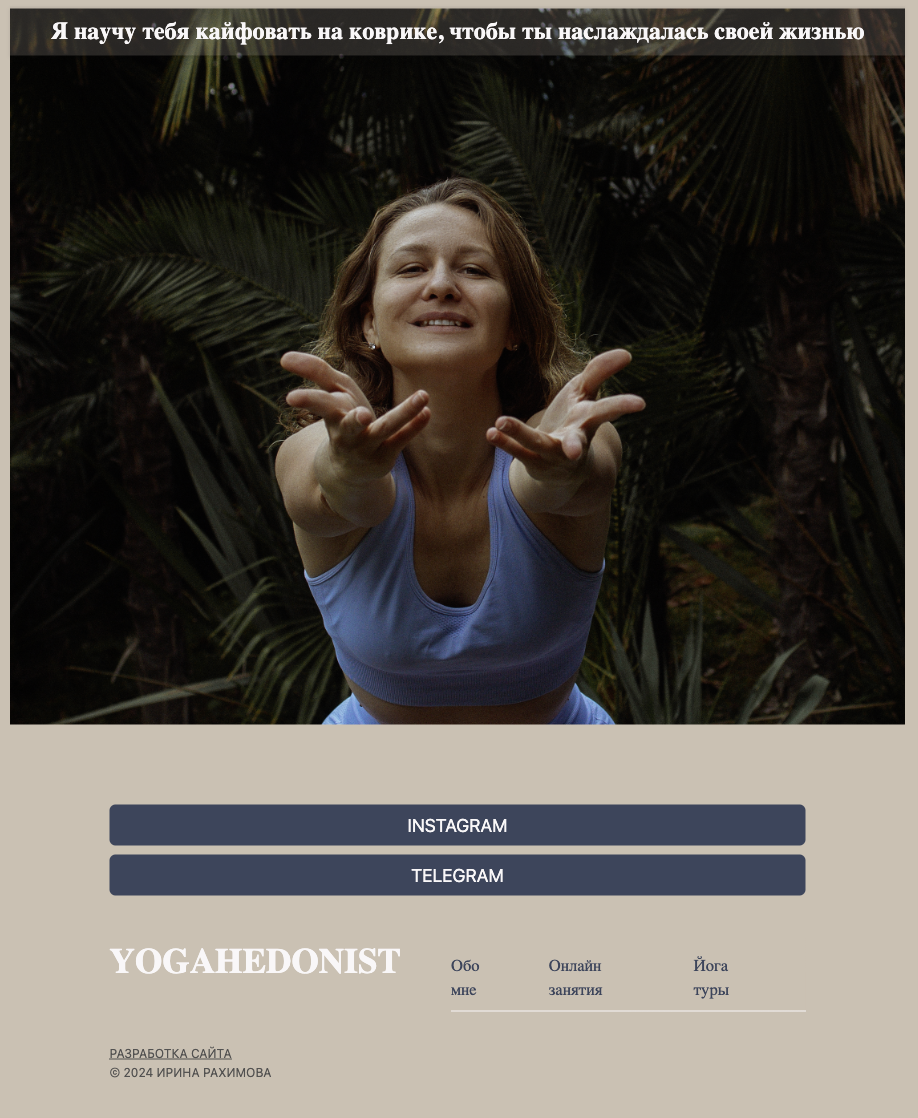 Я научу тебя кайфовать на коврике, чтобы ты наслаждалась своей жизнью
INSTAGRAM
TELEGRAM
YOGAHEDONIST
Обо
мне
Онлайн
занятия
Йога
туры
РАЗРАБОТКА САЙТА
© 2024 ИРИНА РАХИМОВА